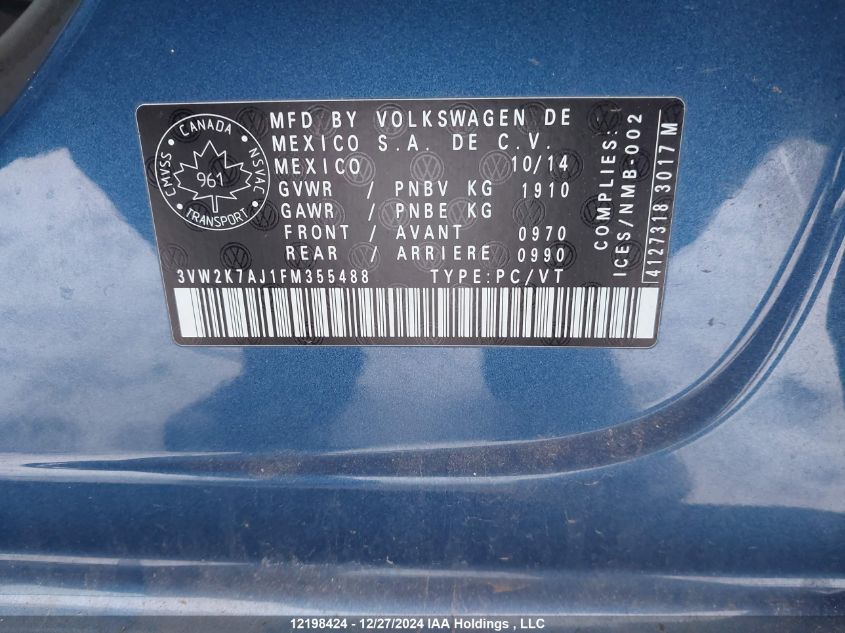 CANADA
CMVSS
NSVAC
961
TRANSPORT
MFD BY VOLKSWAGEN DE
MEXICO S.A. DE C.V.
MEXICO 10/14
GVWR / PNBV KG 1910
GAWR / PNBE KG
FRONT / AVANT 0970
REAR / ARRIERE 0990
3VW2K7AJ1FM355488 TYPE:PC/VT
COMPLIES:
ICES/NMB-002
4127318 3017 M
12198424 - 12/27/2024 IAA Holdings , LLC